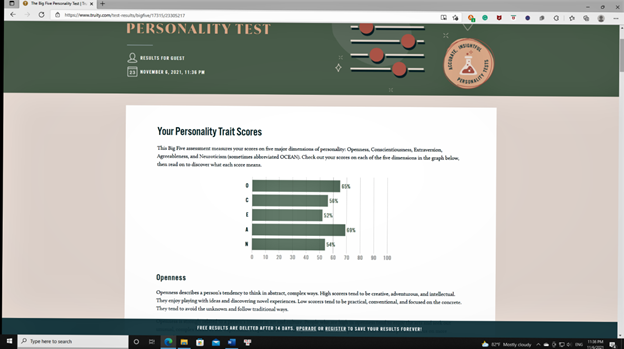 The Big Five Personality Test |
https://www.truity.com/test-results/bigfive/17315/23305217
PERSONALITY TEST
RESULTS FOR GUEST
23
NOVEMBER 6, 2021, 11:36 PM
ACCURATE, INSIGHTFUL
PERSONALITY TESTS
Your Personality Trait Scores
This Big Five assessment measures your scores on five major dimensions of personality: Openness, Conscientiousness, Extraversion,
Agreeableness, and Neuroticism (sometimes abbreviated OCEAN). Check out your scores on each of the five dimensions in the graph below,
then read on to discover what each score means.
O 65%
C 56%
E 52%
A 69%
N 54%
0 10 20 30 40 50 60 70 80 90 100
Openness
Openness describes a person's tendency to think in abstract, complex ways. High scorers tend to be creative, adventurous, and intellectual.
They enjoy playing with ideas and discovering novel experiences. Low scorers tend to be practical, conventional, and focused on the concrete.
They tend to avoid the unknown and follow traditional ways.
FREE RESULTS ARE DELETED AFTER 14 DAYS. UPGRADE OR REGISTER TO SAVE YOUR RESULTS FOREVER!
Type here to search
82°F Mostly cloudy
ENG
11:36 PM
11/6/2021